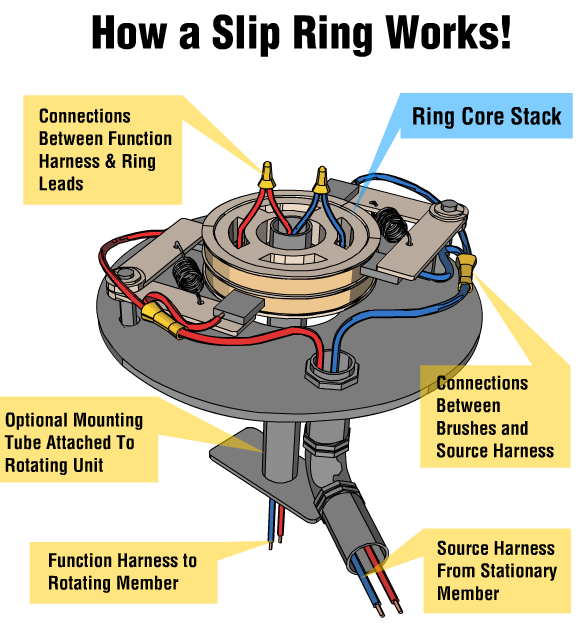 How a Slip Ring Works!
Connections
Between Function
Harness & Ring
Leads
Ring Core Stack
Connections
Between
Brushes and
Source Harness
Optional Mounting
Tube Attached To
Rotating Unit
Function Harness to
Rotating Member
Source Harness
From Stationary
Member